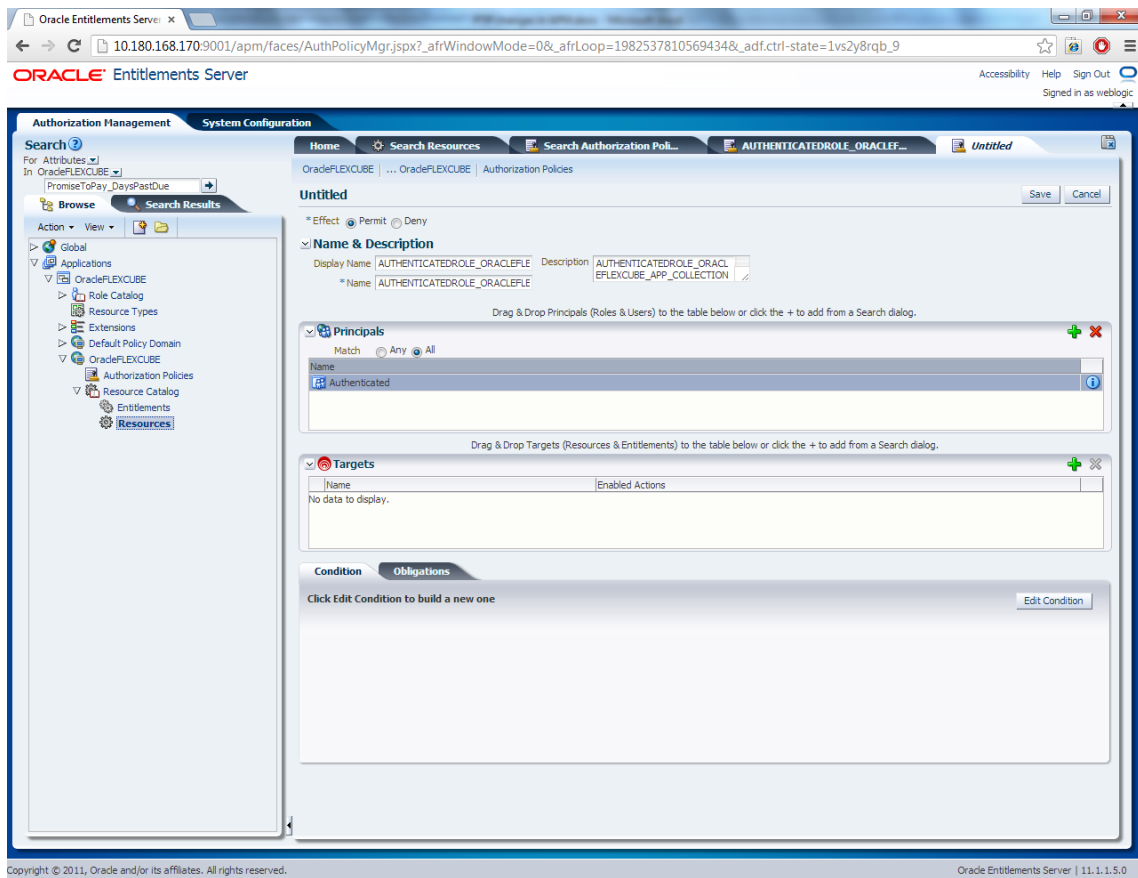 Oracle Entitlements Server
10.180.168.170:9001/apm/faces/AuthPolicyMgr.jspx?_afrWindowMode=0&_afrLoop=1982537810569434&_adf.ctrl-state=1vs2y8rqb_9
ORACLE Entitlements Server
Accessibility Help Sign Out
Signed in as weblogic
Authorization Management System Configuration
Search
For Attributes
In OracleFLEXCUBE
PromiseToPay_DaysPastDue
Browse Search Results
Action View
Global
Applications
OracleFLEXCUBE
Role Catalog
Resource Types
Extensions
Default Policy Domain
OracleFLEXCUBE
Authorization Policies
Resource Catalog
Entitlements
Resources
Home Search Resources Search Authorization Poli... AUTHENTICATEDROLE_ORACLEF... Untitled
OracleFLEXCUBE | ... OracleFLEXCUBE | Authorization Policies
Untitled Save Cancel
* Effect Permit Deny
Name & Description
Display Name AUTHENTICATEDROLE_ORACLEFLE Description AUTHENTICATEDROLE_ORACL
EFLEXCUBE_APP_COLLECTION
* Name AUTHENTICATEDROLE_ORACLEFLE
Drag & Drop Principals (Roles & Users) to the table below or click the + to add from a Search dialog.
Principals
Match Any All
Name
Authenticated
Drag & Drop Targets (Resources & Entitlements) to the table below or click the + to add from a Search dialog.
Targets
Name Enabled Actions
No data to display.
Condition Obligations
Click Edit Condition to build a new one Edit Condition
Copyright © 2011, Oracle and/or its affiliates. All rights reserved. Oracle Entitlements Server | 11.1.1.5.0